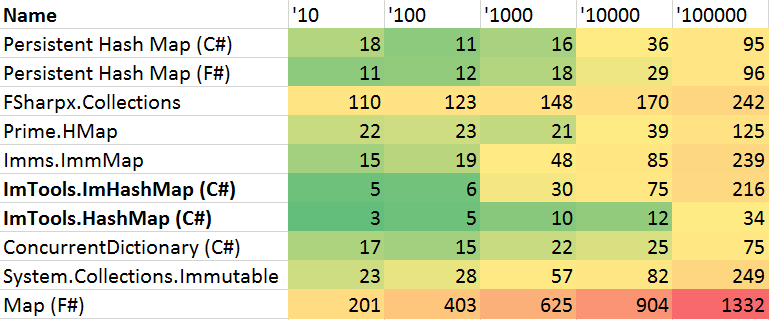 Name '10 '100 '1000 '10000 '100000
Persistent Hash Map (C#) 18 11 16 36 95
Persistent Hash Map (F#) 11 12 18 29 96
FSharpx.Collections 110 123 148 170 242
Prime.HMap 22 23 21 39 125
Imms.ImmMap 15 19 48 85 239
ImTools.ImHashMap (C#) 5 6 30 75 216
ImTools.HashMap (C#) 3 5 10 12 34
ConcurrentDictionary (C#) 17 15 22 25 75
System.Collections.Immutable 23 28 57 82 249
Map (F#) 201 403 625 904 1332